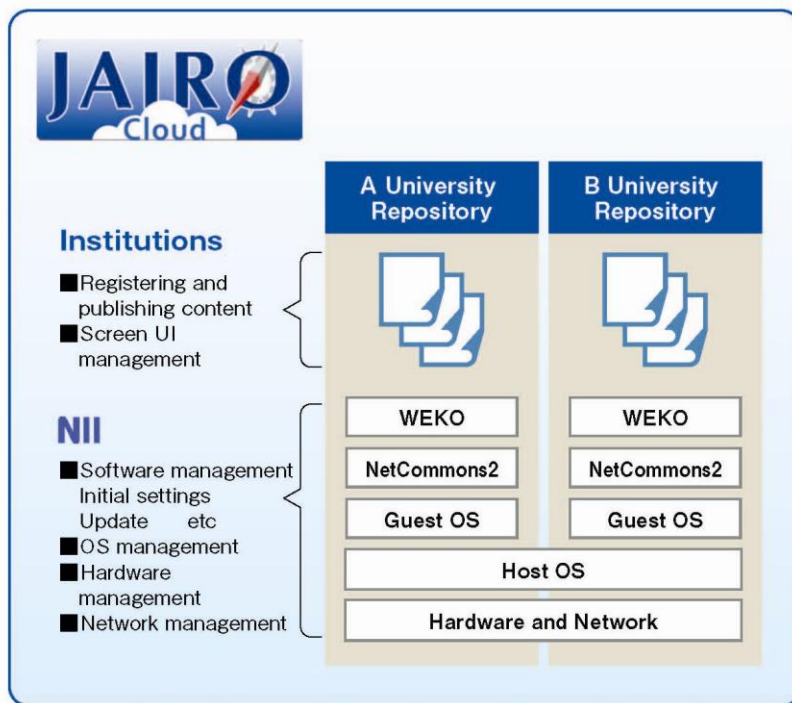 JAIRO
Cloud
A University
Repository
B University
Repository
Institutions
■Registering and
publishing content
■Screen UI
management
NII
■Software management
Initial settings
Update etc
■OS management
■Hardware
management
■Network management
WEKO
WEKO
NetCommons2
NetCommons2
Guest OS
Guest OS
Host OS
Hardware and Network